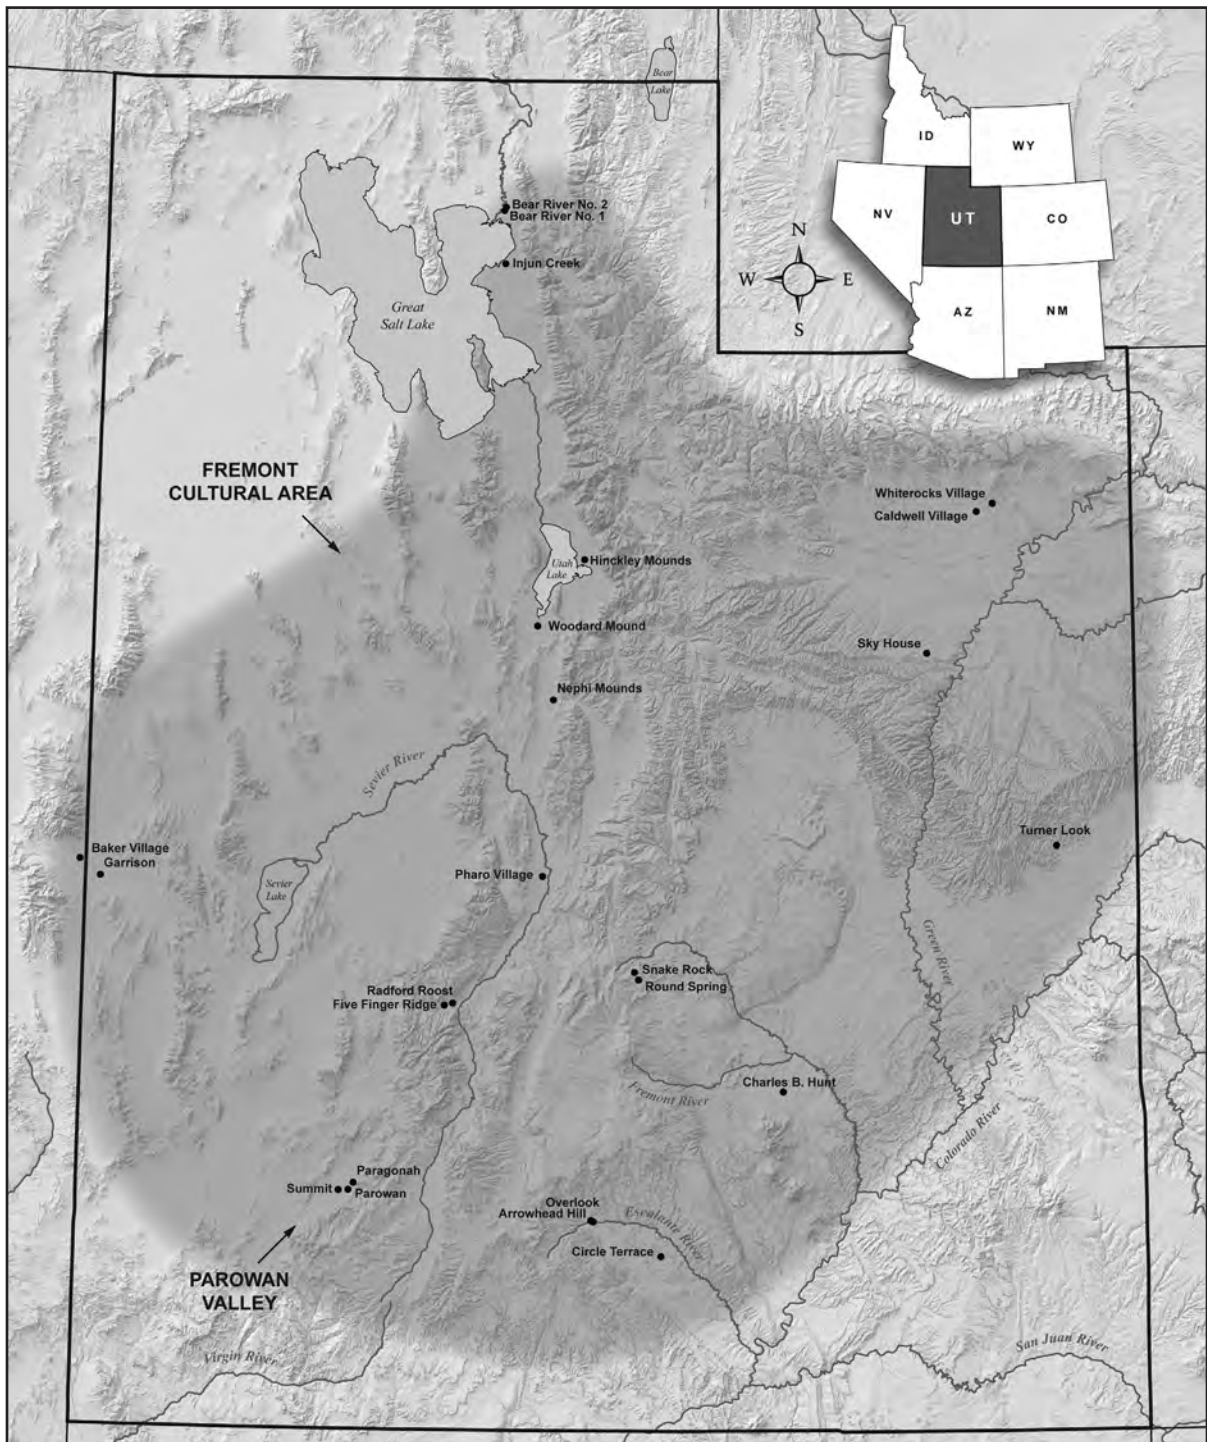 Bear
Lake
ID
WY
NV
UT
CO
AZ
NM
N
W
E
S
Bear River No. 2
Bear River No. 1
Injun Creek
Great
Salt Lake
FREMONT
CULTURAL AREA
Whiterocks Village
Caldwell Village
Utah
Lake
Hinckley Mounds
Woodard Mound
Sky House
Nephi Mounds
Sevier River
Turner Look
Baker Village
Garrison
Sevier
Lake
Pharo Village
Green River
Snake Rock
Round Spring
Radford Roost
Five Finger Ridge
Charles B. Hunt
Fremont River
Colorado River
Paragonah
Summit
Parowan
Overlook
Arrowhead Hill
Escalante River
Circle Terrace
PAROWAN
VALLEY
Virgin River
San Juan River